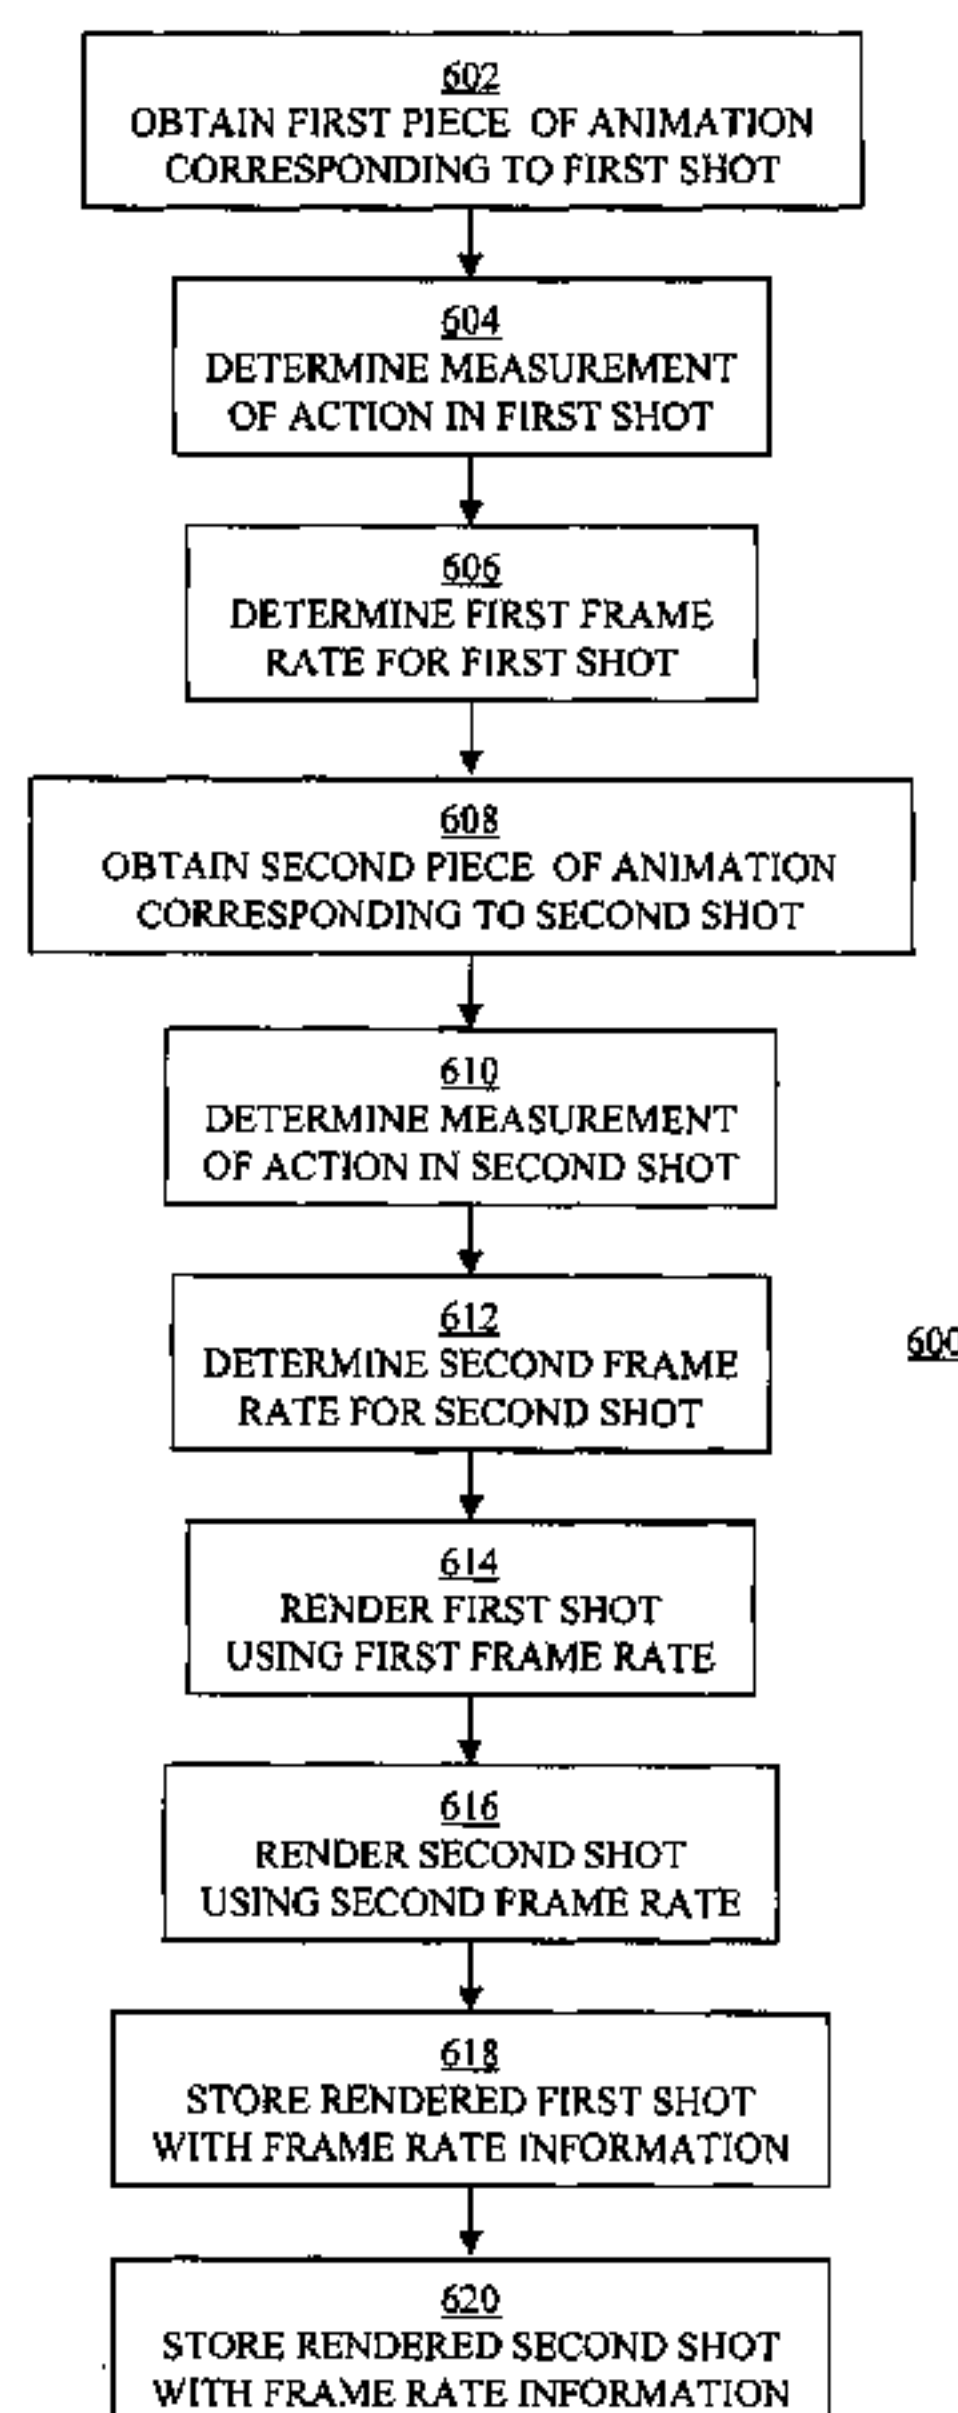 602
OBTAIN FIRST PIECE OF ANIMATION
CORRESPONDING TO FIRST SHOT
604
DETERMINE MEASUREMENT
OF ACTION IN FIRST SHOT
606
DETERMINE FIRST FRAME
RATE FOR FIRST SHOT
608
OBTAIN SECOND PIECE OF ANIMATION
CORRESPONDING TO SECOND SHOT
610
DETERMINE MEASUREMENT
OF ACTION IN SECOND SHOT
612
DETERMINE SECOND FRAME
RATE FOR SECOND SHOT
600
614
RENDER FIRST SHOT
USING FIRST FRAME RATE
616
RENDER SECOND SHOT
USING SECOND FRAME RATE
618
STORE RENDERED FIRST SHOT
WITH FRAME RATE INFORMATION
620
STORE RENDERED SECOND SHOT
WITH FRAME RATE INFORMATION